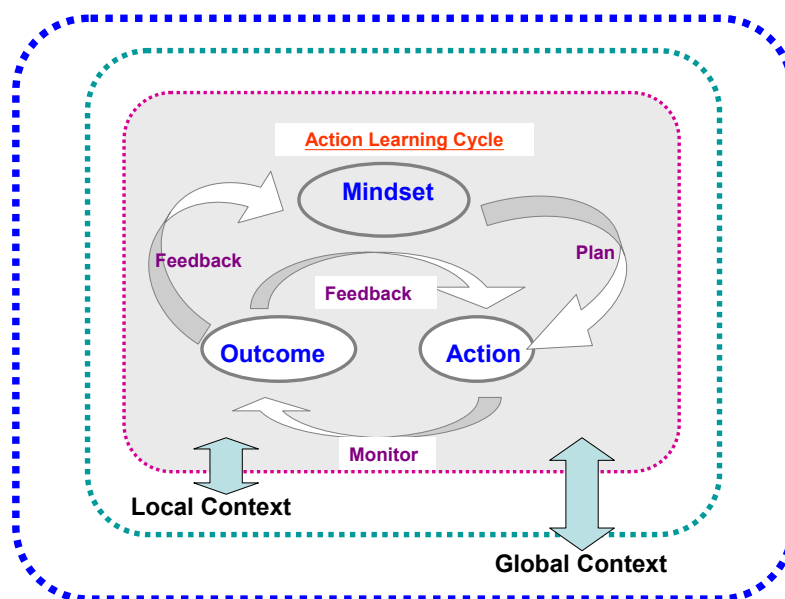 Action Learning Cycle
Mindset
Feedback
Plan
Feedback
Outcome
Action
Monitor
Local Context
Global Context